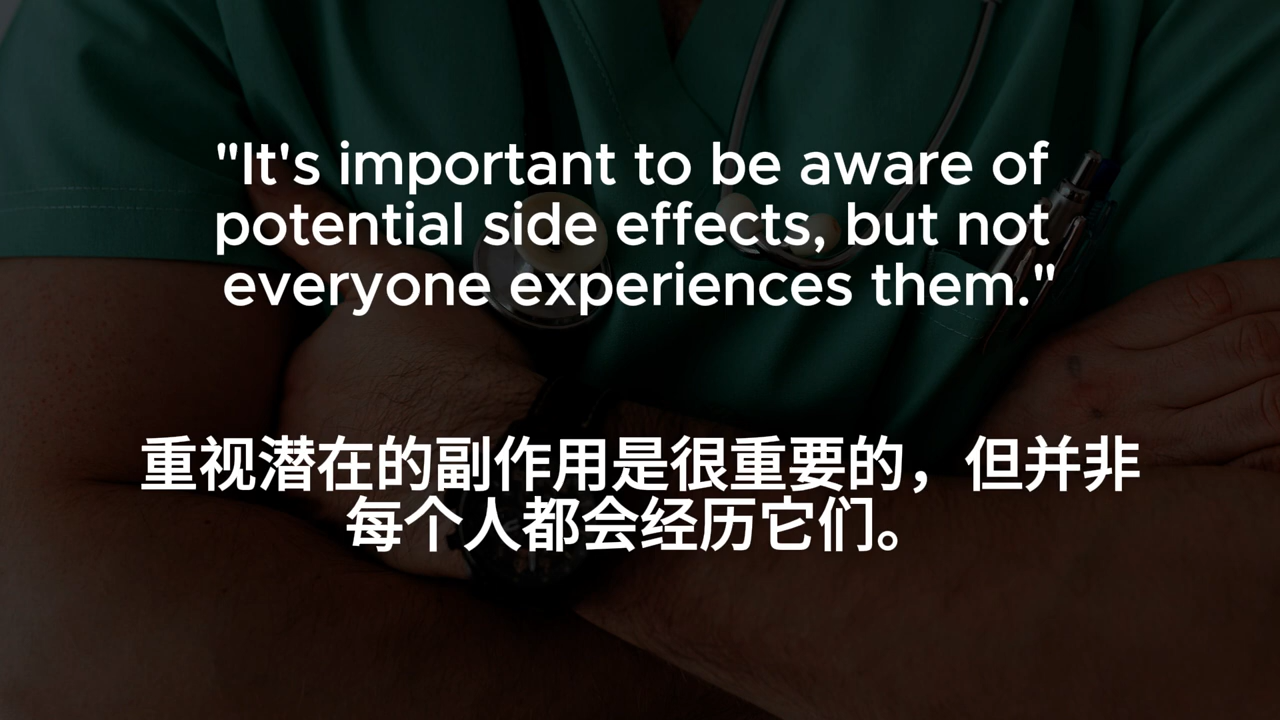 "It's important to be aware of
potential side effects, but not
everyone experiences them."
重视潜在的副作用是很重要的，但并非
每个人都会经历它们。